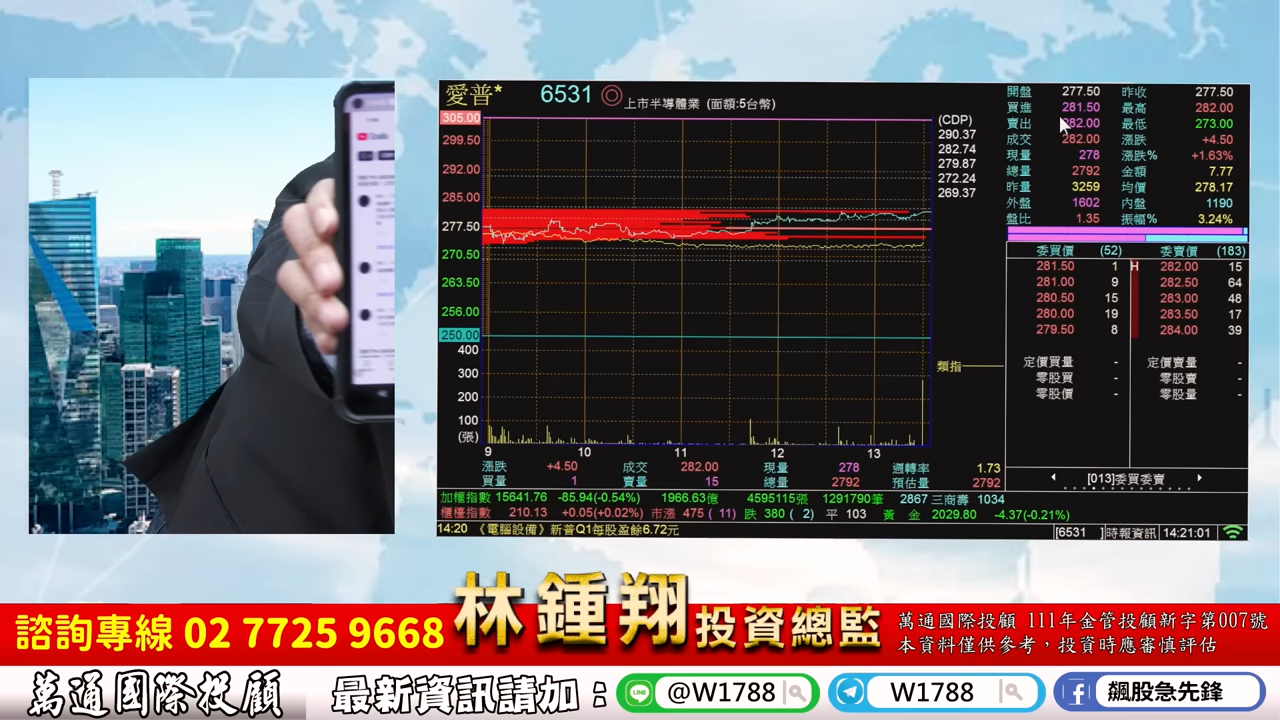 愛普* 6531 ◎上市半導體業 (面額:5台幣)
305.00
299.50
292.00
285.00
277.50
270.50
263.50
256.00
250.00
400
300
200
100
(張)
9 10 11 12 13
(CDP)
290.37
282.74
279.87
272.24
269.37
類指
漲跌 +4.50 成交 282.00 現量 278 週轉率 1.73
買量 1 賣量 15 總量 2792 預估量 2792
開盤 277.50 昨收 277.50
買進 281.50 最高 282.00
賣出 282.00 最低 273.00
成交 282.00 漲跌 +4.50
現量 278 漲跌% +1.63%
總量 2792 金額 7.77
昨量 3259 均價 278.17
外盤 1602 內盤 1190
盤比 1.35 振幅% 3.24%
委買價 (52) 委賣價 (183)
281.50 1 H 282.00 15
281.00 9 282.50 64
280.50 15 283.00 48
280.00 19 283.50 17
279.50 8 284.00 39
定價買量 - 定價賣量 -
零股買 - 零股賣 -
零股價 - 零股量 -
[013]委買委賣
加權指數 15641.76 -85.94(-0.54%) 1966.63億 4595115張 1291790筆 2867 三商壽 1034
櫃檯指數 210.13 +0.05(+0.02%) 市漲 475 ( 11) 跌 380 ( 2) 平 103 黃 金 2029.80 -4.37(-0.21%)
14:20 《電腦設備》新普Q1每股盈餘6.72元 [6531 ]時報資訊 14:21:01
諮詢專線 02 7725 9668
林鍾翔 投資總監
萬通國際投顧 111年金管投顧新字第007號
本資料僅供參考,投資時應審慎評估
萬通國際投顧
最新資訊請加:
LINE @W1788
W1788
飆股急先鋒